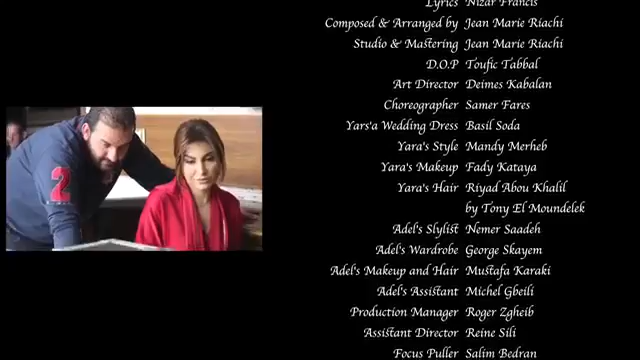 Lyrics Nizar Francis
Composed & Arranged by Jean Marie Riachi
Studio & Mastering Jean Marie Riachi
D.O.P Toufic Tabbal
Art Director Deimes Kabalan
Choreographer Samer Fares
Yars'a Wedding Dress Basil Soda
Yara's Style Mandy Merheb
Yara's Makeup Fady Kataya
Yara's Hair Riyad Abou Khalil
by Tony El Moundelek
Adel's Slylist Nemer Saadeh
Adel's Wardrobe George Skayem
Adel's Makeup and Hair Mustafa Karaki
Adel's Assistant Michel Gbeili
Production Manager Roger Zgheib
Assistant Director Reine Sili
Focus Puller Salim Bedran
2